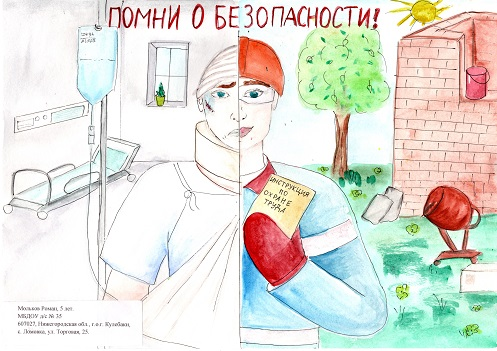 ПОМНИ О БЕЗОПАСНОСТИ!
ИНСТРУКЦИЯ
ПО
ОХРАНЕ
ТРУДА
Мольков Роман, 5 лет.
МБДОУ д/с № 35
607027, Нижегородская обл., г.о.г. Кулебаки,
с. Ломовка, ул. Торговая, 25.